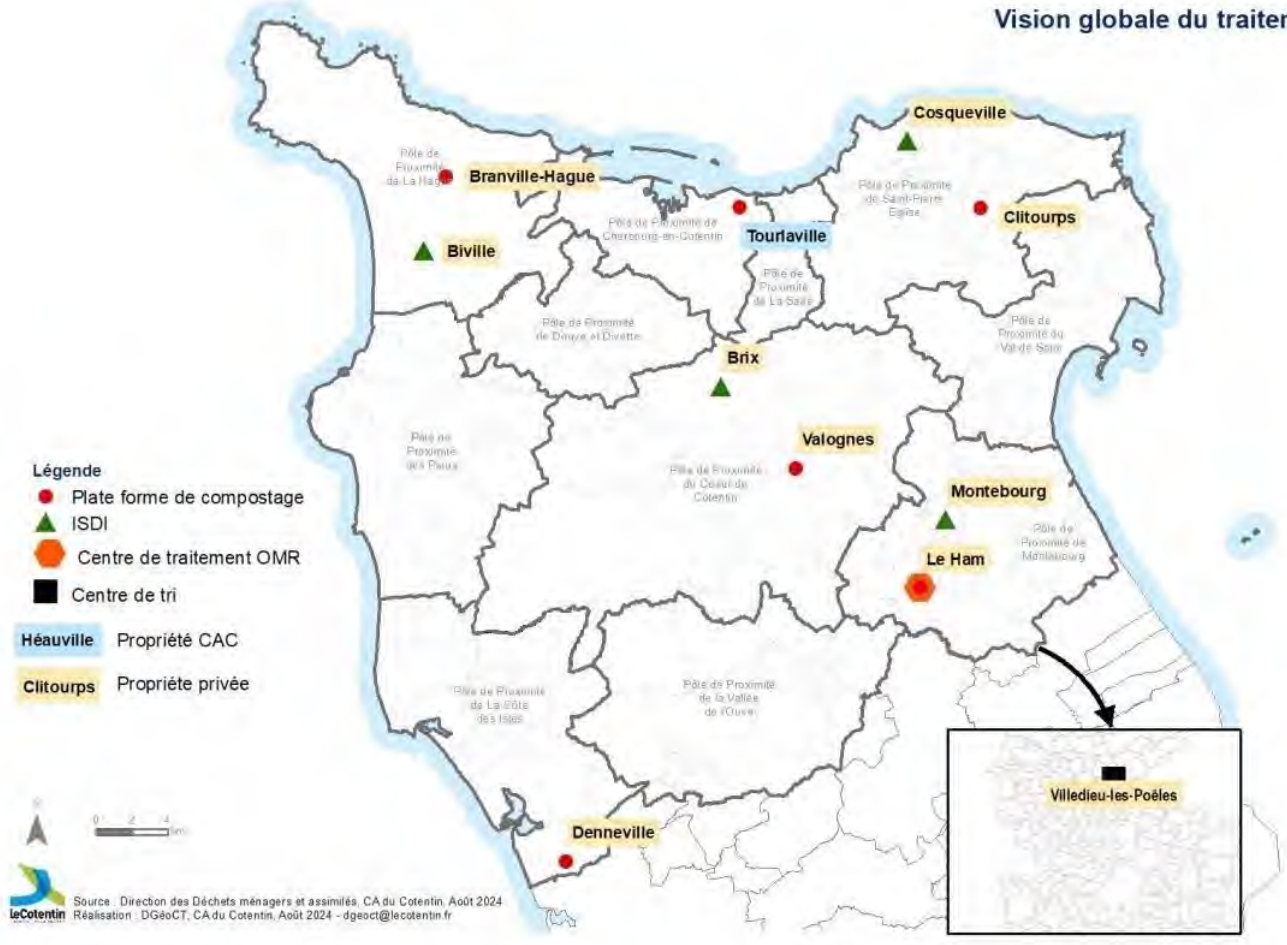 Vision globale du traiter
Cosqueville
Pôle de
Proximité
de La Hague
Branville-Hague
Pôle de Proximité
de Saint-Pierre
Eglise
Clitourps
Pôle de Proximité de
Cherbourg-en-Cotentin
Tourlaville
Biville
Pôle de
Proximité
de La Saire
Pôle de Proximité
de Douve et Divette
Pôle de
Proximité du
Val de Saire
Brix
Valognes
Pôle de
Proximité
des Pieux
Pôle de Proximité
du Coeur du
Cotentin
Montebourg
Pôle de
Proximité de
Montebourg
Le Ham
Légende
Plate forme de compostage
ISDI
Centre de traitement OMR
Centre de tri
Héauville Propriété CAC
Clitourps Propriéte privée
Pôle de Proximité
de La Côte
des Isles
Pôle de Proximité
de la Vallée
de l'Ouve
Villedieu-les-Poêles
0 2 4
Denneville
LeCotentin
Source : Direction des Déchets ménagers et assimilés, CA du Cotentin, Août 2024
Réalisation : DGéoCT, CA du Cotentin, Août 2024 - dgeoct@lecotentin.fr